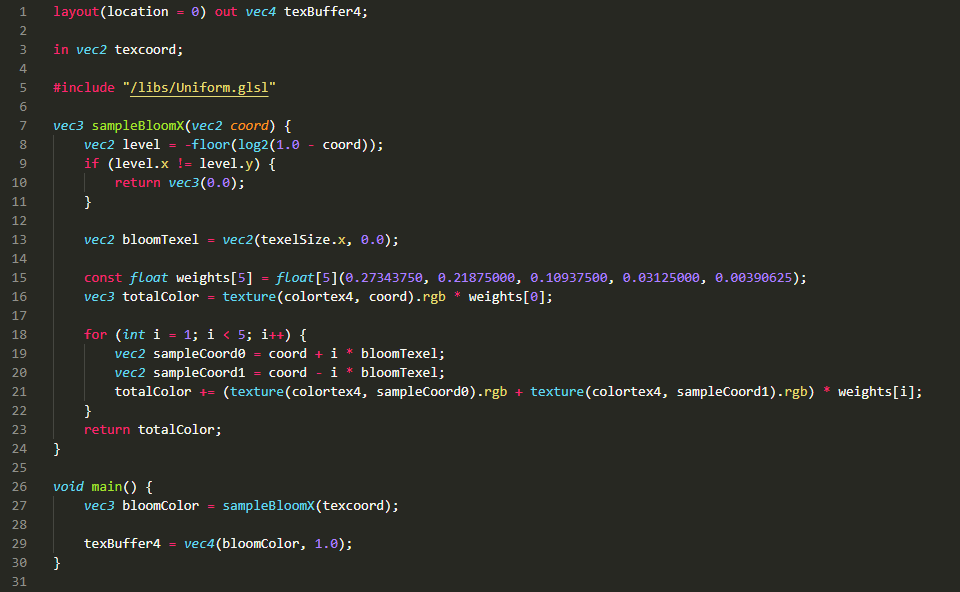 1 layout(location = 0) out vec4 texBuffer4;
2
3 in vec2 texcoord;
4
5 #include "/libs/Uniform.glsl"
6
7 vec3 sampleBloomX(vec2 coord) {
8 vec2 level = -floor(log2(1.0 - coord));
9 if (level.x != level.y) {
10 return vec3(0.0);
11 }
12
13 vec2 bloomTexel = vec2(texelSize.x, 0.0);
14
15 const float weights[5] = float[5](0.27343750, 0.21875000, 0.10937500, 0.03125000, 0.00390625);
16 vec3 totalColor = texture(colortex4, coord).rgb * weights[0];
17
18 for (int i = 1; i < 5; i++) {
19 vec2 sampleCoord0 = coord + i * bloomTexel;
20 vec2 sampleCoord1 = coord - i * bloomTexel;
21 totalColor += (texture(colortex4, sampleCoord0).rgb + texture(colortex4, sampleCoord1).rgb) * weights[i];
22 }
23 return totalColor;
24 }
25
26 void main() {
27 vec3 bloomColor = sampleBloomX(texcoord);
28
29 texBuffer4 = vec4(bloomColor, 1.0);
30 }
31